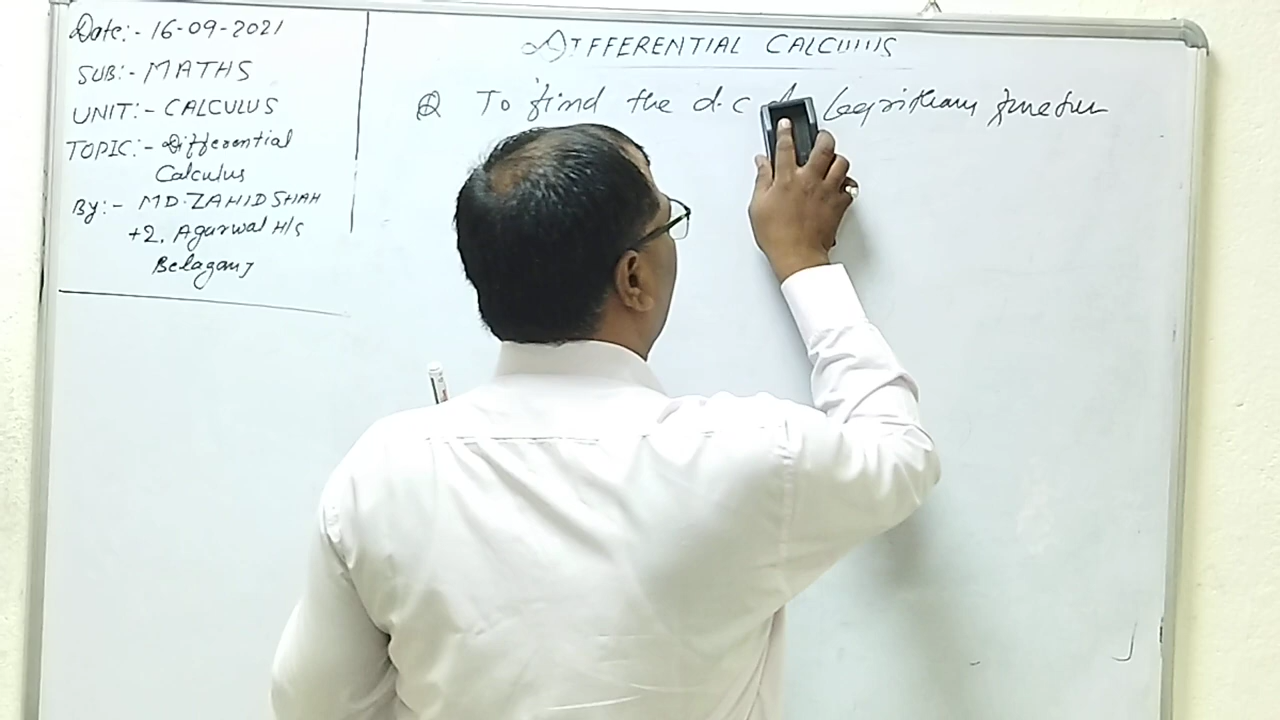 Date:- 16-09-2021
SUB:- MATHS
UNIT:- CALCULUS
TOPIC:- Differential
Calculus
By:- MD. ZAHID SHAH
+2. Agarwal H/S
Belaganj
DIFFERENTIAL CALCULUS
Q To find the d.c